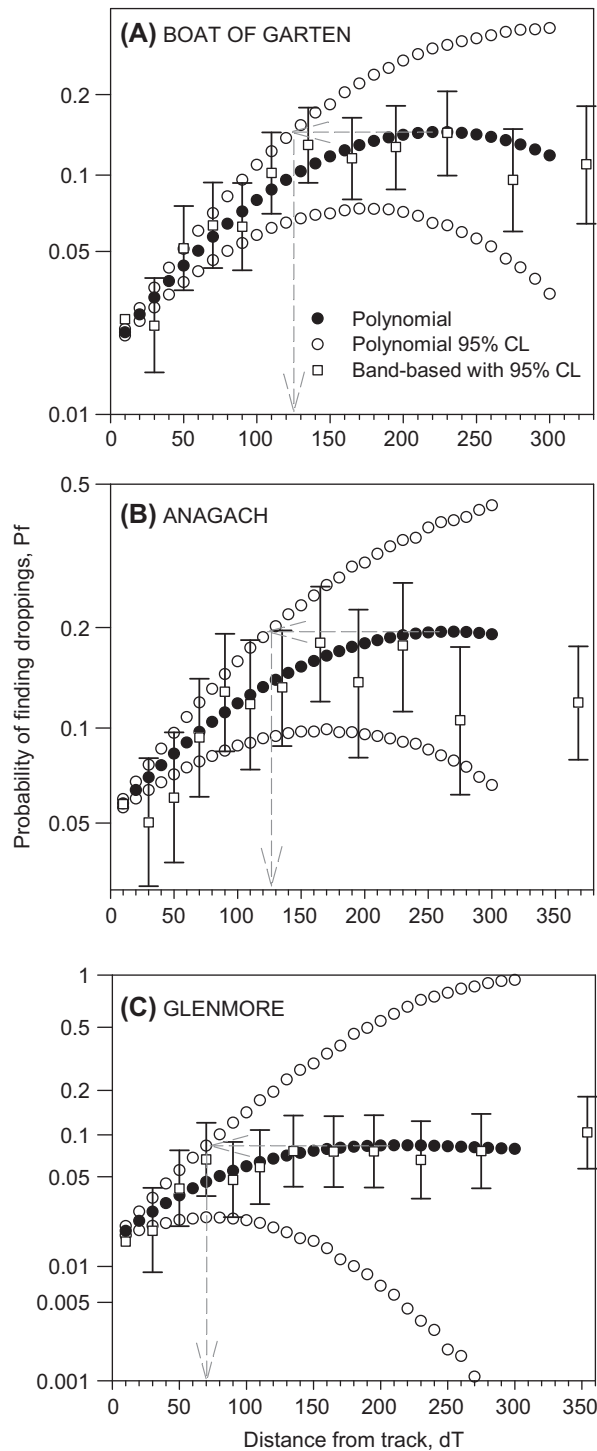 (A) BOAT OF GARTEN
0.2
0.1
0.05
0.01
Polynomial
Polynomial 95% CL
Band-based with 95% CL
0 50 100 150 200 250 300
Probability of finding droppings, Pf
(B) ANAGACH
0.5
0.2
0.1
0.05
0 50 100 150 200 250 300 350
(C) GLENMORE
1
0.5
0.2
0.1
0.05
0.01
0.005
0.001
0 50 100 150 200 250 300 350
Distance from track, dT